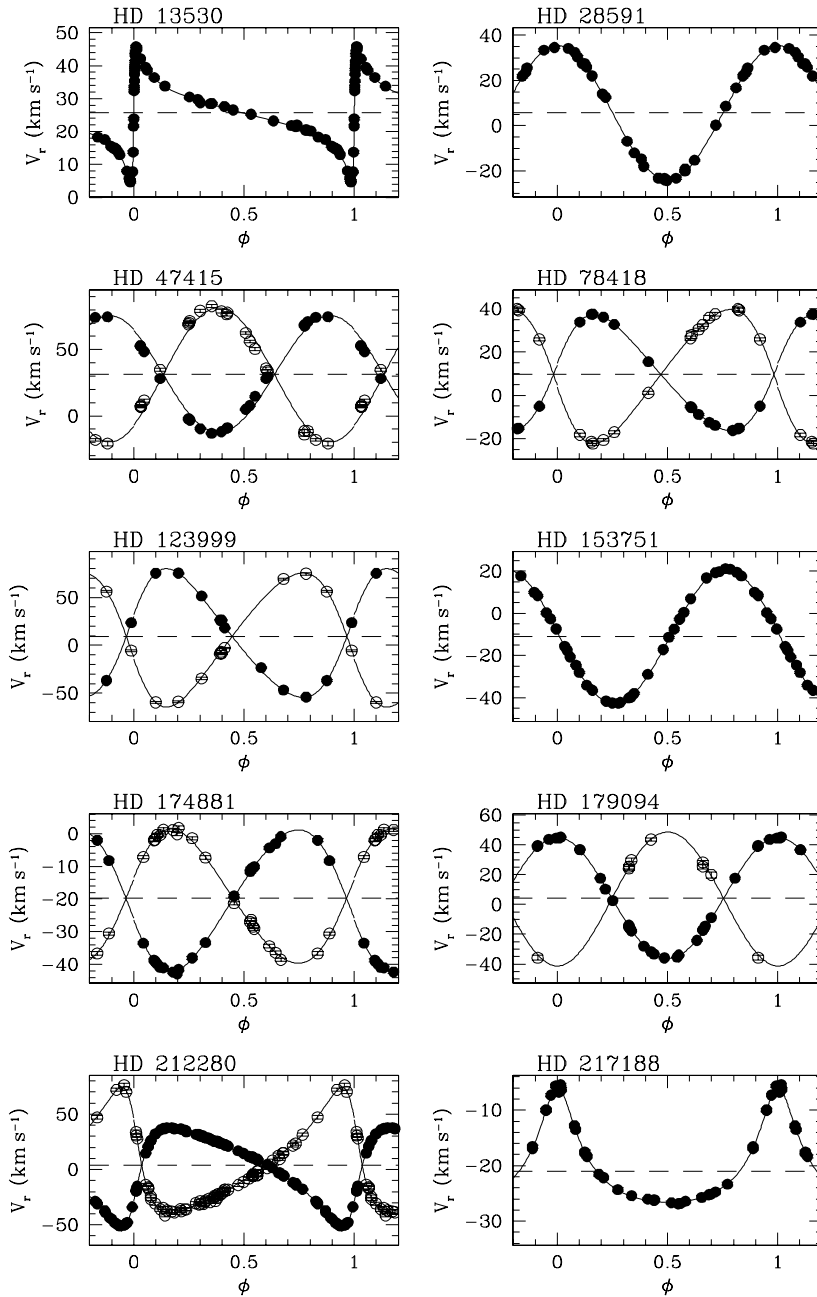 HD 13530
HD 28591
V_r (km s⁻¹)
50
40
30
20
10
0
0
0.5
1
ϕ
V_r (km s⁻¹)
40
20
0
−20
0
0.5
1
ϕ
HD 47415
HD 78418
V_r (km s⁻¹)
50
0
0
0.5
1
ϕ
V_r (km s⁻¹)
40
20
0
−20
0
0.5
1
ϕ
HD 123999
HD 153751
V_r (km s⁻¹)
50
0
−50
0
0.5
1
ϕ
V_r (km s⁻¹)
20
0
−20
−40
0
0.5
1
ϕ
HD 174881
HD 179094
V_r (km s⁻¹)
0
−10
−20
−30
−40
0
0.5
1
ϕ
V_r (km s⁻¹)
60
40
20
0
−20
−40
0
0.5
1
ϕ
HD 212280
HD 217188
V_r (km s⁻¹)
50
0
−50
0
0.5
1
ϕ
V_r (km s⁻¹)
−10
−20
−30
0
0.5
1
ϕ